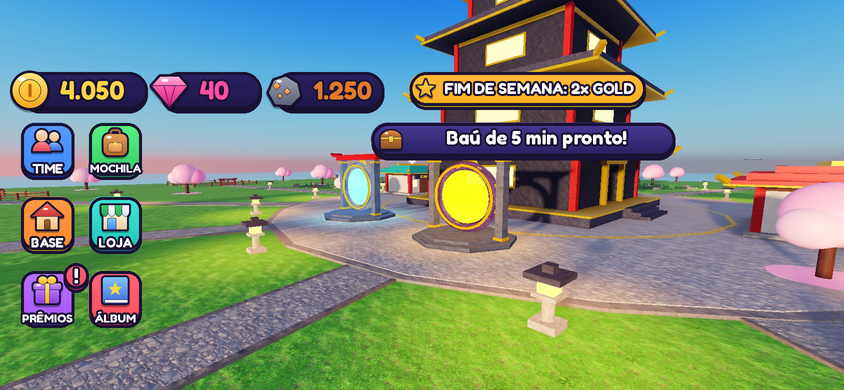 4.050
40
1.250
FIM DE SEMANA: 2x GOLD
Baú de 5 min pronto!
TIME
MOCHILA
BASE
LOJA
!
PRÊMIOS
ÁLBUM